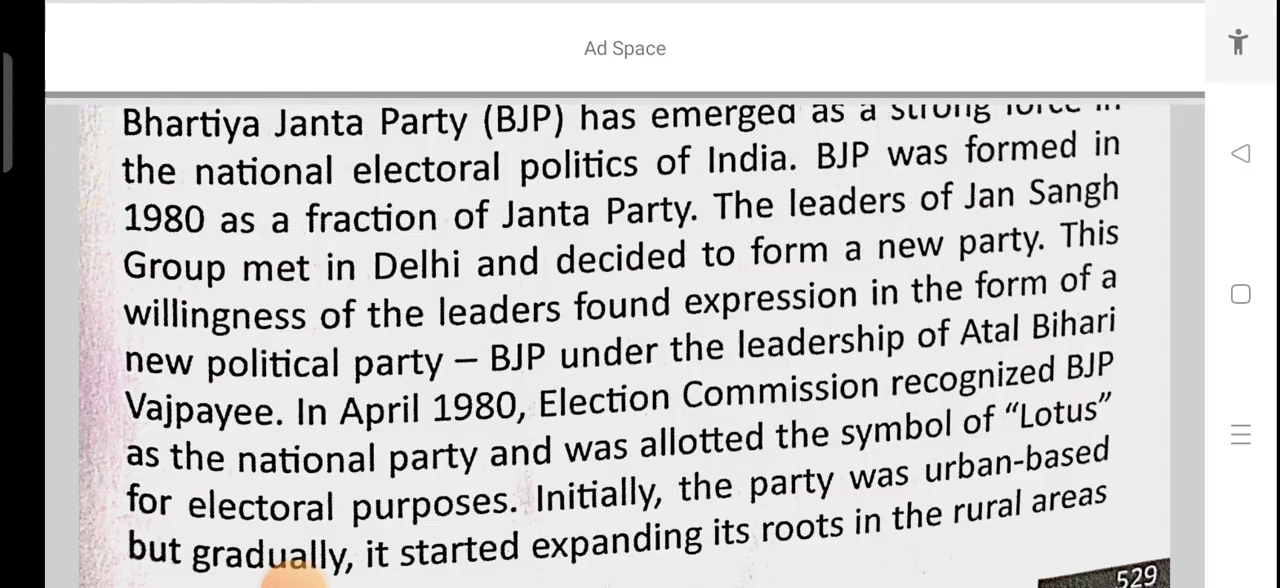 Ad Space
Bhartiya Janta Party (BJP) has emerged as a strong force in
the national electoral politics of India. BJP was formed in
1980 as a fraction of Janta Party. The leaders of Jan Sangh
Group met in Delhi and decided to form a new party. This
willingness of the leaders found expression in the form of a
new political party – BJP under the leadership of Atal Bihari
Vajpayee. In April 1980, Election Commission recognized BJP
as the national party and was allotted the symbol of “Lotus”
for electoral purposes. Initially, the party was urban-based
but gradually, it started expanding its roots in the rural areas
529